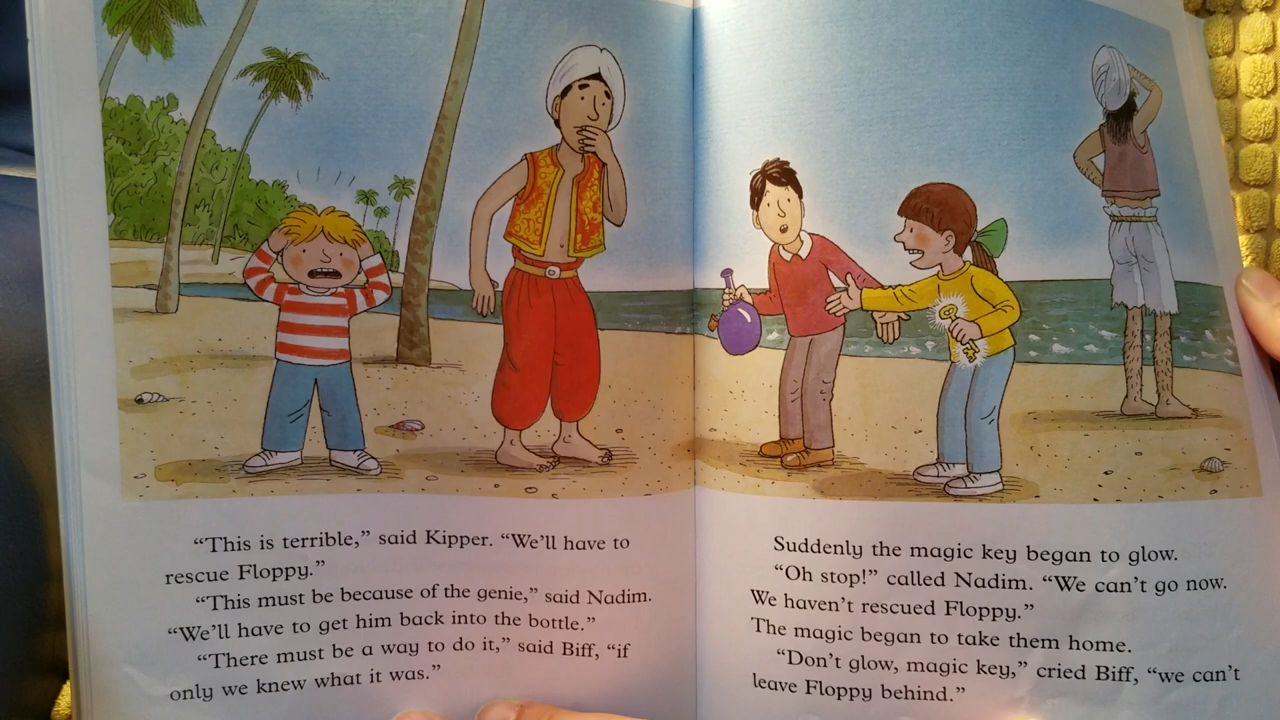 “This is terrible,” said Kipper. “We’ll have to
rescue Floppy.”
“This must be because of the genie,” said Nadim.
“We’ll have to get him back into the bottle.”
“There must be a way to do it,” said Biff, “if
only we knew what it was.”
Suddenly the magic key began to glow.
“Oh stop!” called Nadim. “We can’t go now.
We haven’t rescued Floppy.”
The magic began to take them home.
“Don’t glow, magic key,” cried Biff, “we can’t
leave Floppy behind.”